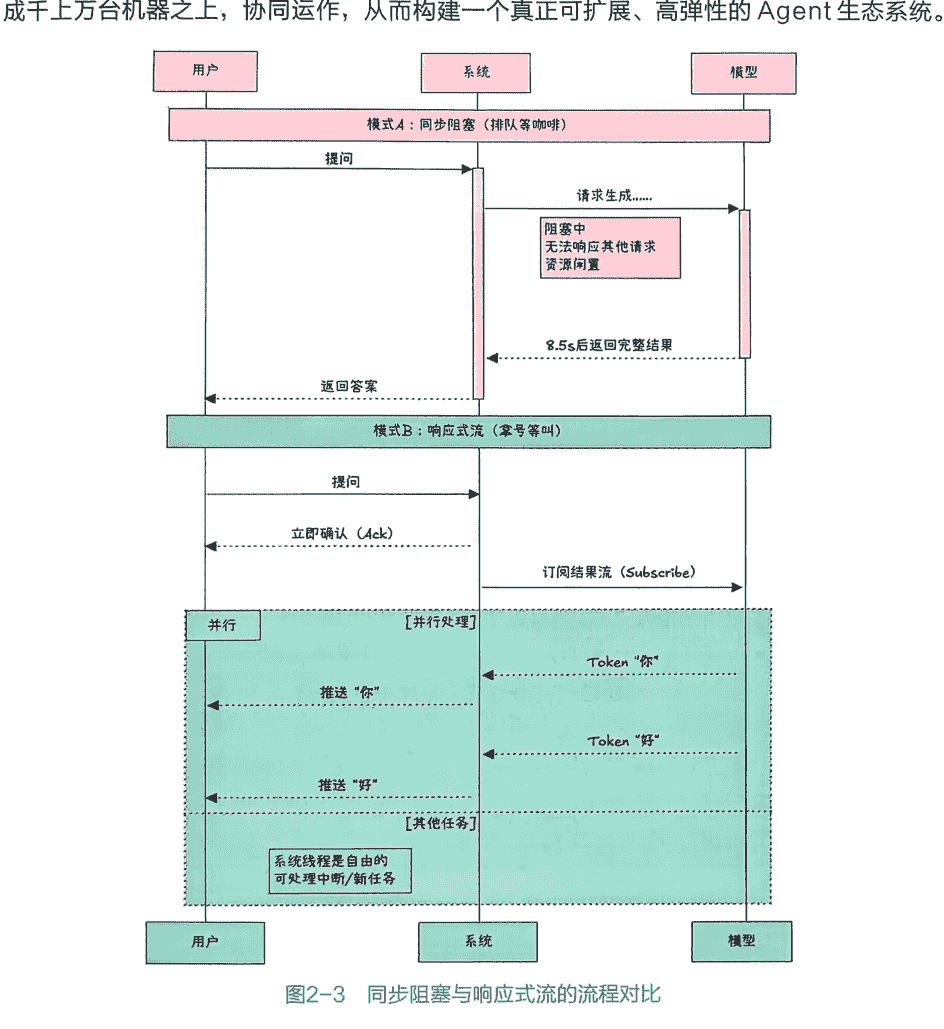 成千上万台机器之上，协同运作，从而构建一个真正可扩展、高弹性的 Agent 生态系统。
用户
系统
模型
模式A：同步阻塞（排队等咖啡）
提问
请求生成……
阻塞中
无法响应其他请求
资源闲置
8.5s后返回完整结果
返回答案
模式B：响应式流（拿号等叫）
提问
立即确认（Ack）
订阅结果流（Subscribe）
并行
[并行处理]
Token “你”
推送 “你”
Token “好”
推送 “好”
[其他任务]
系统线程是自由的
可处理中断/新任务
用户
系统
模型
图2-3 同步阻塞与响应式流的流程对比